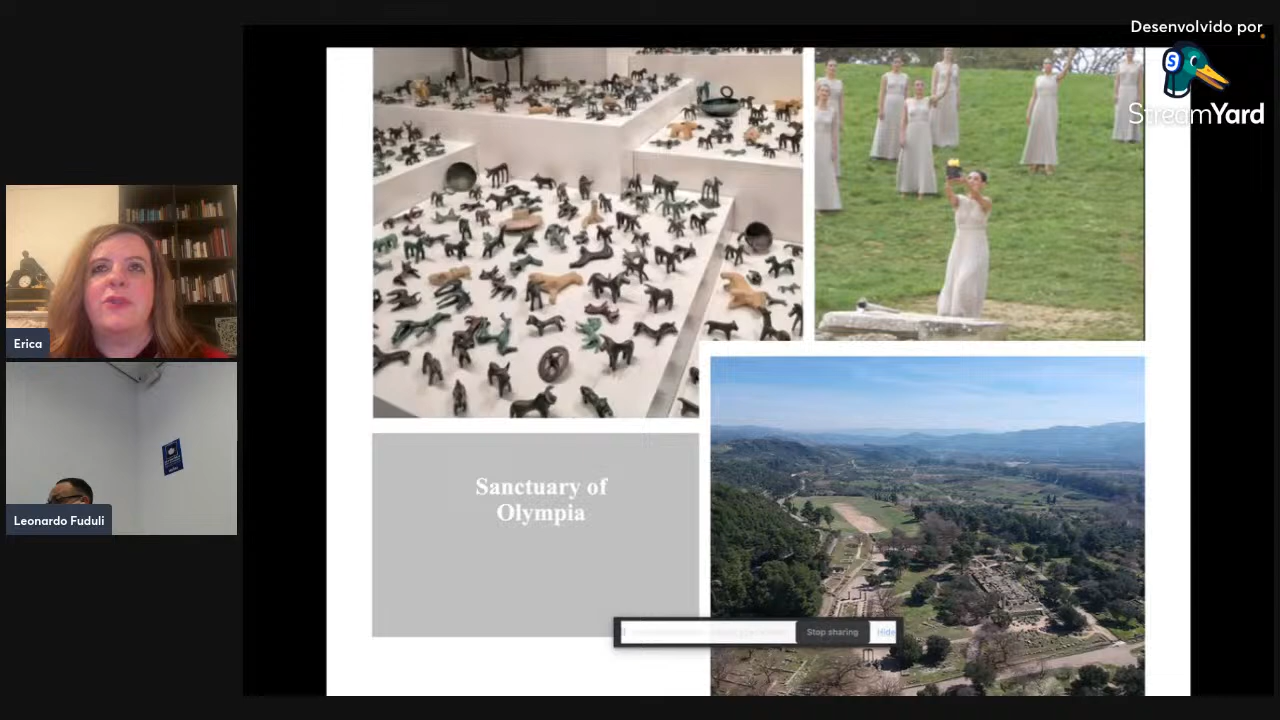 Desenvolvido por
StreamYard
Erica
Leonardo Fuduli
Sanctuary of
Olympia
Stop sharing
Hide